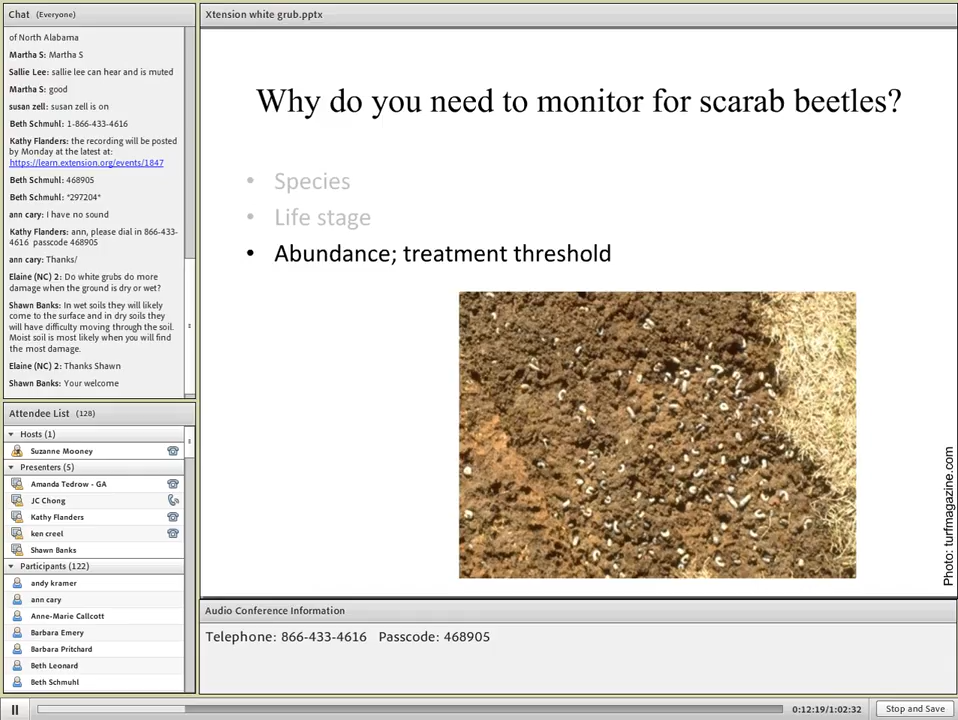 Chat (Everyone)
of North Alabama
Martha S: Martha S
Sallie Lee: sallie lee can hear and is muted
Martha S: good
susan zell: susan zell is on
Beth Schmuhl: 1-866-433-4616
Kathy Flanders: the recording will be posted
by Monday at the latest at:
https://learn.extension.org/events/1847
Beth Schmuhl: 468905
Beth Schmuhl: *297204*
ann cary: I have no sound
Kathy Flanders: ann, please dial in 866-433-
4616 passcode 468905
ann cary: Thanks/
Elaine (NC) 2: Do white grubs do more
damage when the ground is dry or wet?
Shawn Banks: In wet soils they will likely
come to the surface and in dry soils they
will have difficulty moving through the soil.
Moist soil is most likely when you will find
the most damage.
Elaine (NC) 2: Thanks Shawn
Shawn Banks: Your welcome
Attendee List (128)
Hosts (1)
Suzanne Mooney
Presenters (5)
Amanda Tedrow - GA
JC Chong
Kathy Flanders
ken creel
Shawn Banks
Participants (122)
andy kramer
ann cary
Anne-Marie Callcott
Barbara Emery
Barbara Pritchard
Beth Leonard
Beth Schmuhl
Xtension white grub.pptx
Why do you need to monitor for scarab beetles?
• Species
• Life stage
• Abundance; treatment threshold
Photo: turfmagazine.com
Audio Conference Information
Telephone: 866-433-4616 Passcode: 468905
0:12:19/1:02:32
Stop and Save